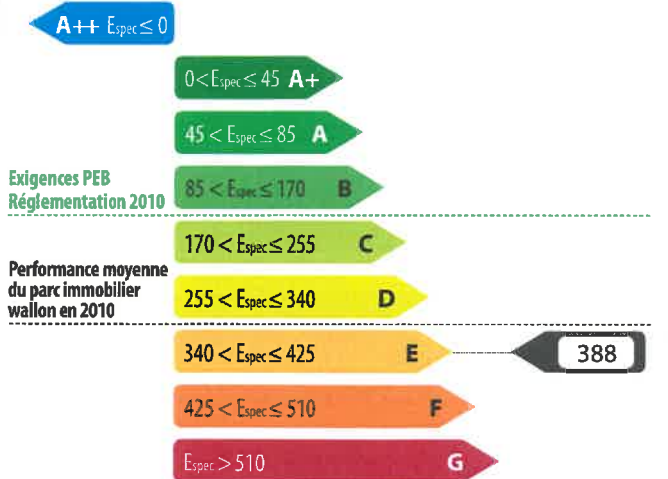 A++ Espec ≤ 0
0 < Espec ≤ 45 A+
45 < Espec ≤ 85 A
Exigences PEB
Réglementation 2010
85 < Espec ≤ 170 B
170 < Espec ≤ 255 C
Performance moyenne
du parc immobilier
wallon en 2010
255 < Espec ≤ 340 D
340 < Espec ≤ 425 E
388
425 < Espec ≤ 510 F
Espec > 510 G